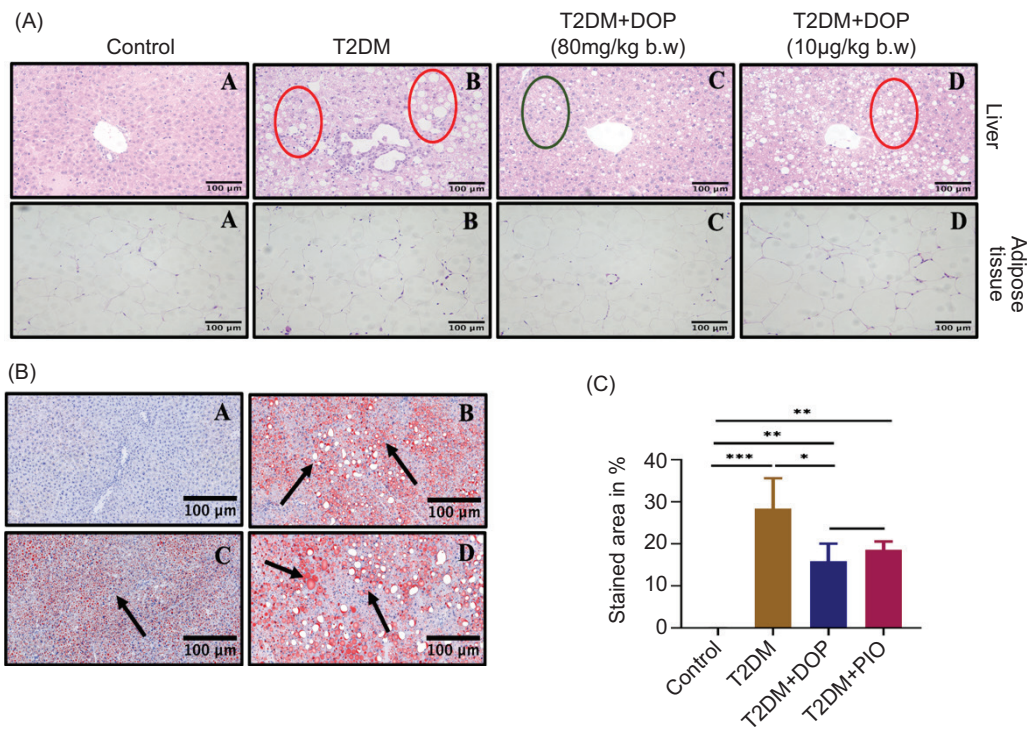 (A)
Control
T2DM
T2DM+DOP
(80mg/kg b.w)
T2DM+DOP
(10µg/kg b.w)
A
100 µm
B
100 µm
C
100 µm
D
100 µm
Liver
A
100 µm
B
100 µm
C
100 µm
D
100 µm
Adipose
tissue
(B)
A
100 µm
B
100 µm
C
100 µm
D
100 µm
(C)
**
**
***
*
Stained area in %
40
30
20
10
0
Control
T2DM
T2DM+DOP
T2DM+PIO